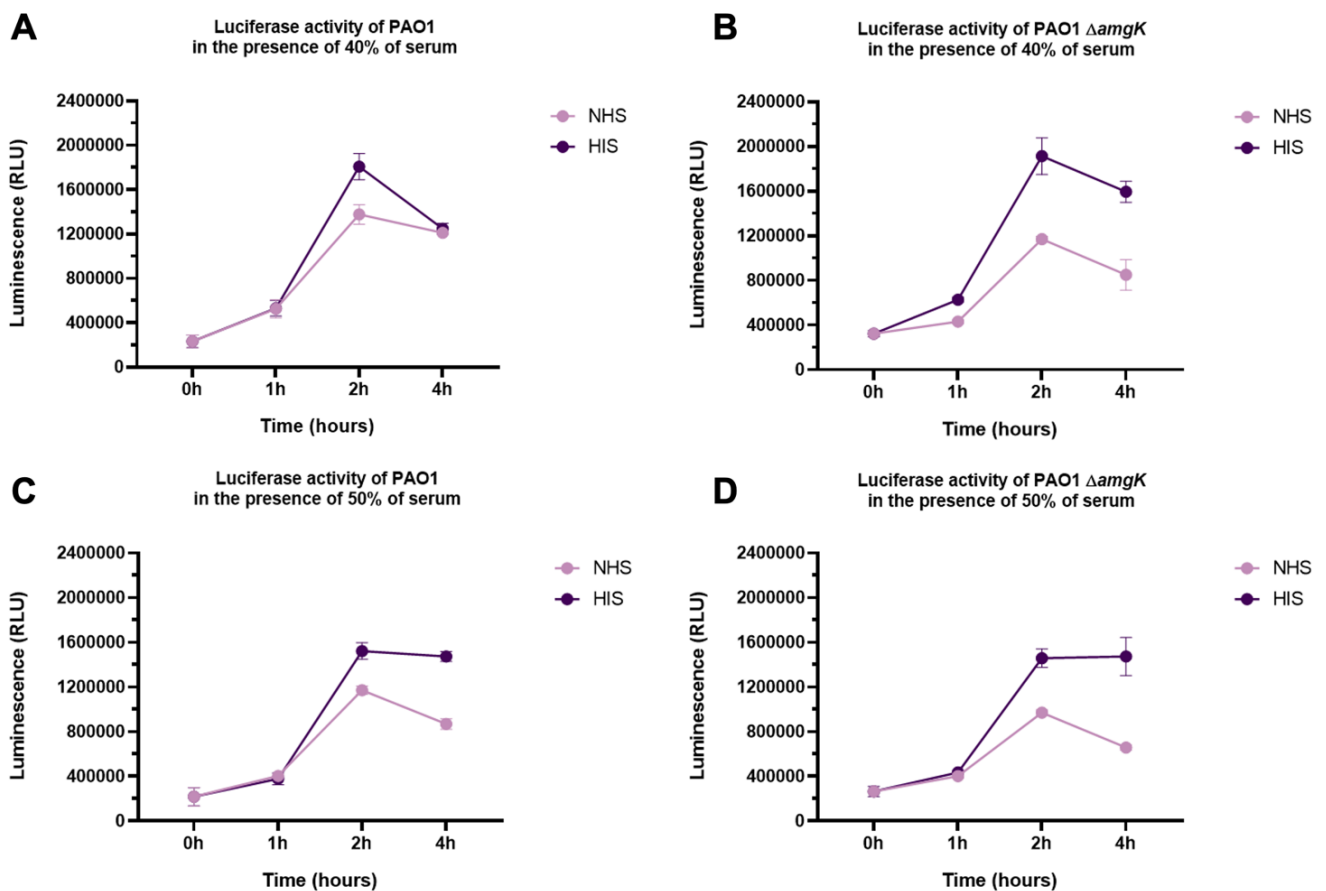 A
Luciferase activity of PAO1
in the presence of 40% of serum
2400000
2000000
1600000
1200000
800000
400000
0
Luminescence (RLU)
0h 1h 2h 4h
Time (hours)
NHS
HIS
B
Luciferase activity of PAO1 ΔamgK
in the presence of 40% of serum
2400000
2000000
1600000
1200000
800000
400000
0
Luminescence (RLU)
0h 1h 2h 4h
Time (hours)
NHS
HIS
C
Luciferase activity of PAO1
in the presence of 50% of serum
2400000
2000000
1600000
1200000
800000
400000
0
Luminescence (RLU)
0h 1h 2h 4h
Time (hours)
NHS
HIS
D
Luciferase activity of PAO1 ΔamgK
in the presence of 50% of serum
2400000
2000000
1600000
1200000
800000
400000
0
Luminescence (RLU)
0h 1h 2h 4h
Time (hours)
NHS
HIS